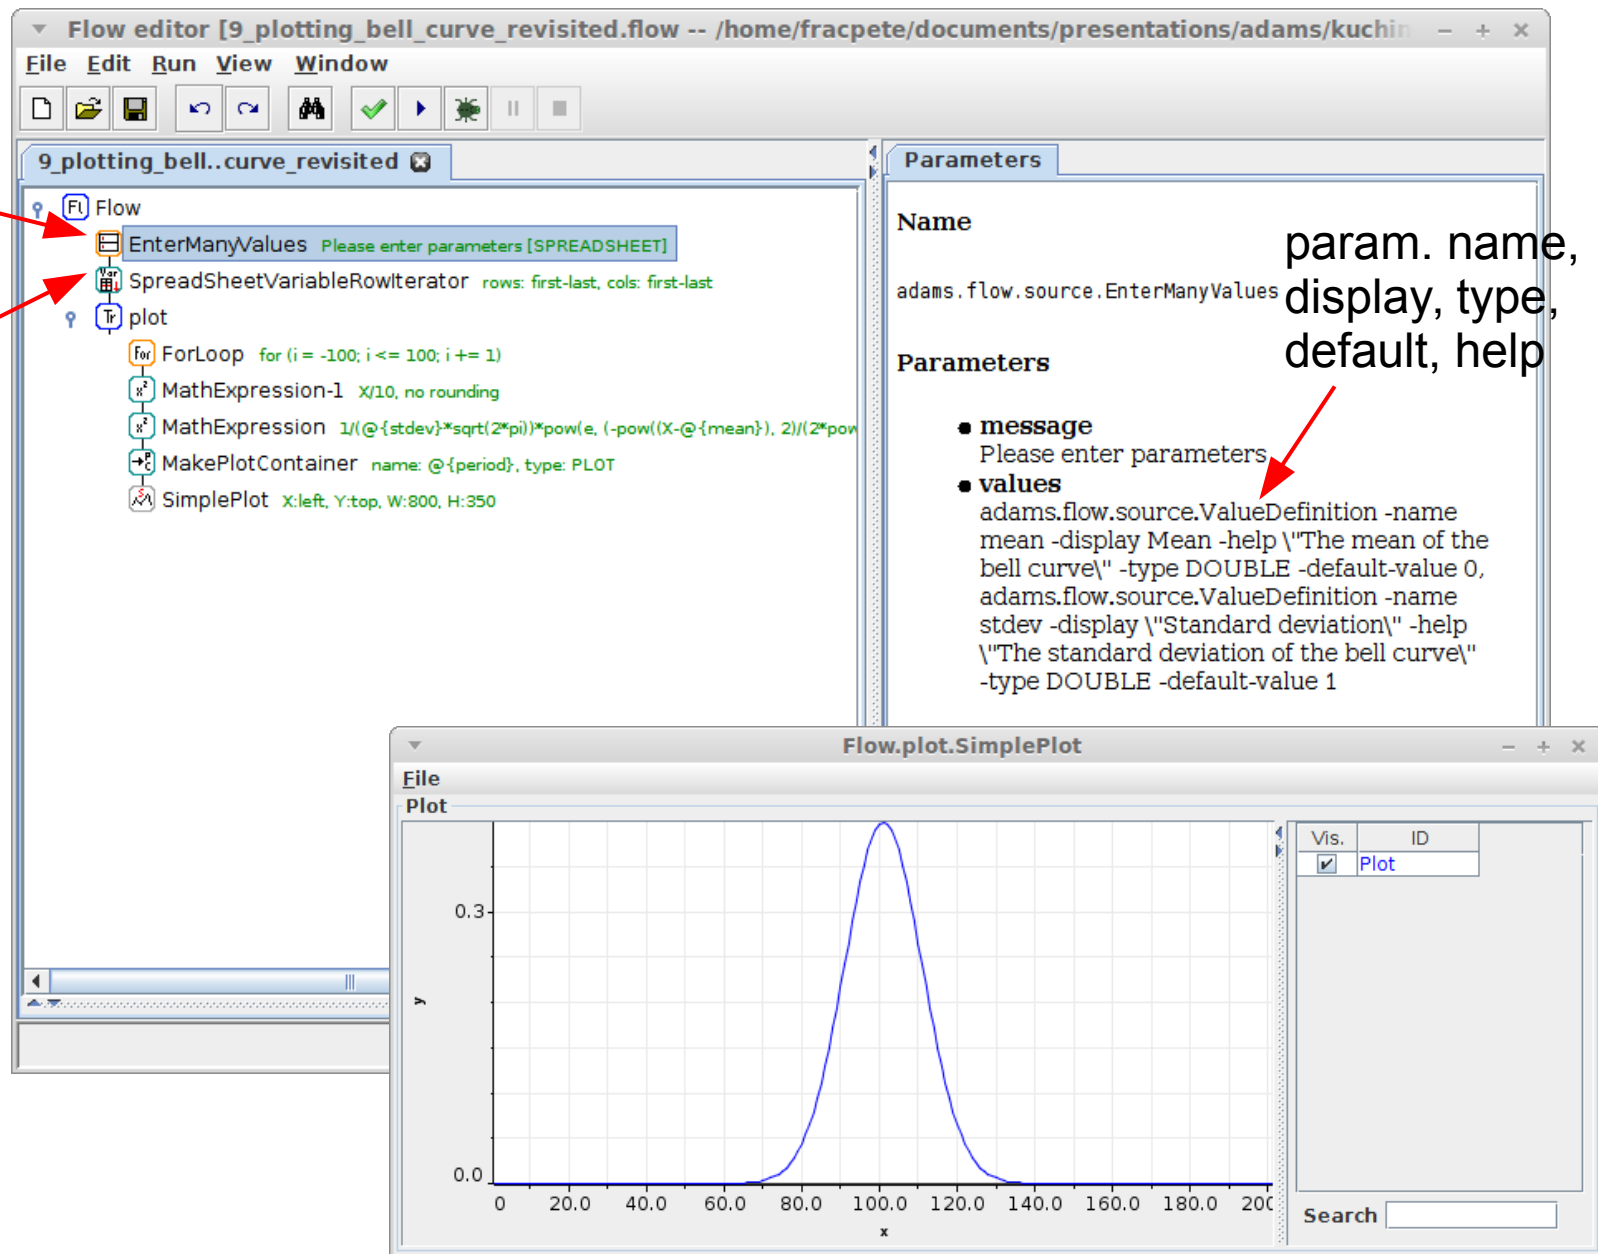 Flow editor [9_plotting_bell_curve_revisited.flow -- /home/fracpete/documents/presentations/adams/kuchin
File Edit Run View Window
9_plotting_bell..curve_revisited
Flow
EnterManyValues Please enter parameters [SPREADSHEET]
SpreadSheetVariableRowIterator rows: first-last, cols: first-last
plot
ForLoop for (i = -100; i <= 100; i += 1)
MathExpression-1 X/10, no rounding
MathExpression 1/(@{stdev}*sqrt(2*pi))*pow(e, (-pow((X-@{mean}), 2)/(2*pow
MakePlotContainer name: @{period}, type: PLOT
SimplePlot X:left, Y:top, W:800, H:350
Parameters
Name
adams.flow.source.EnterManyValues
param. name,
display, type,
default, help
Parameters
message
Please enter parameters
values
adams.flow.source.ValueDefinition -name
mean -display Mean -help \"The mean of the
bell curve\" -type DOUBLE -default-value 0,
adams.flow.source.ValueDefinition -name
stdev -display \"Standard deviation\" -help
\"The standard deviation of the bell curve\"
-type DOUBLE -default-value 1
Flow.plot.SimplePlot
File
Plot
0.3
0.0
y
0 20.0 40.0 60.0 80.0 100.0 120.0 140.0 160.0 180.0 200
x
Vis. ID
Plot
Search